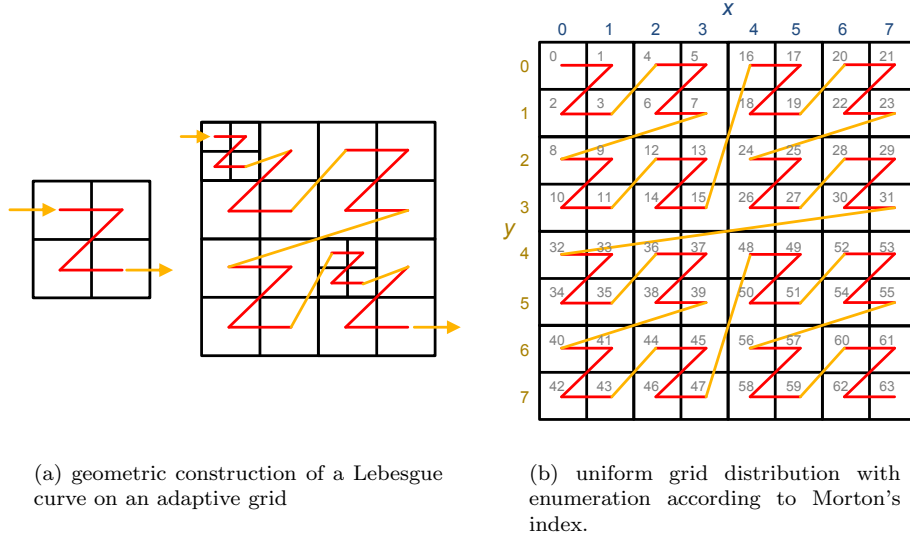 x
0 1 2 3 4 5 6 7
0 0 1 4 5 16 17 20 21
1 2 3 6 7 18 19 22 23
2 8 9 12 13 24 25 28 29
3 10 11 14 15 26 27 30 31
y
4 32 33 36 37 48 49 52 53
5 34 35 38 39 50 51 54 55
6 40 41 44 45 56 57 60 61
7 42 43 46 47 58 59 62 63
(a) geometric construction of a Lebesgue
curve on an adaptive grid
(b) uniform grid distribution with
enumeration according to Morton's
index.